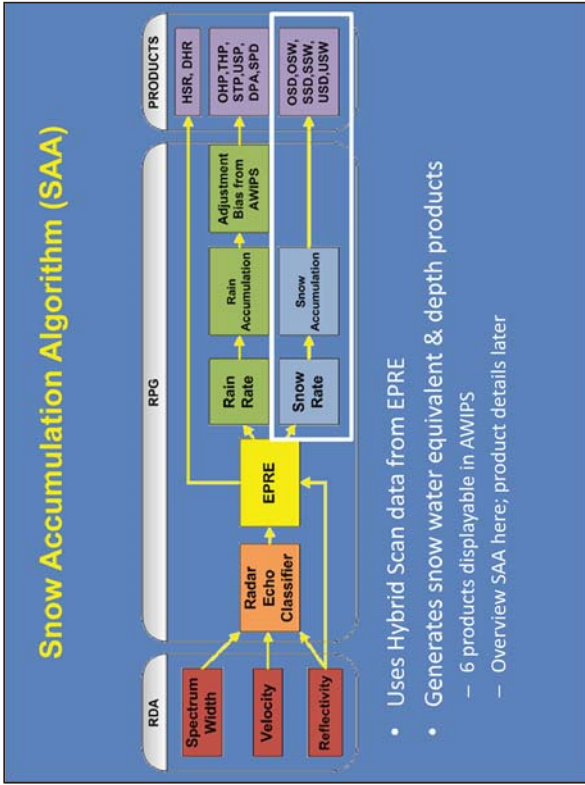 Snow Accumulation Algorithm (SAA)
RDA
RPG
PRODUCTS
Spectrum
Width
Velocity
Reflectivity
Radar
Echo
Classifier
EPRE
Rain
Rate
Rain
Accumulation
Adjustment
Bias from
AWIPS
Snow
Rate
Snow
Accumulation
HSR, DHR
OHP,THP,
STP,USP,
DPA,SPD
OSD,OSW,
SSD,SSW,
USD,USW
• Uses Hybrid Scan data from EPRE
• Generates snow water equivalent & depth products
– 6 products displayable in AWIPS
– Overview SAA here; product details later